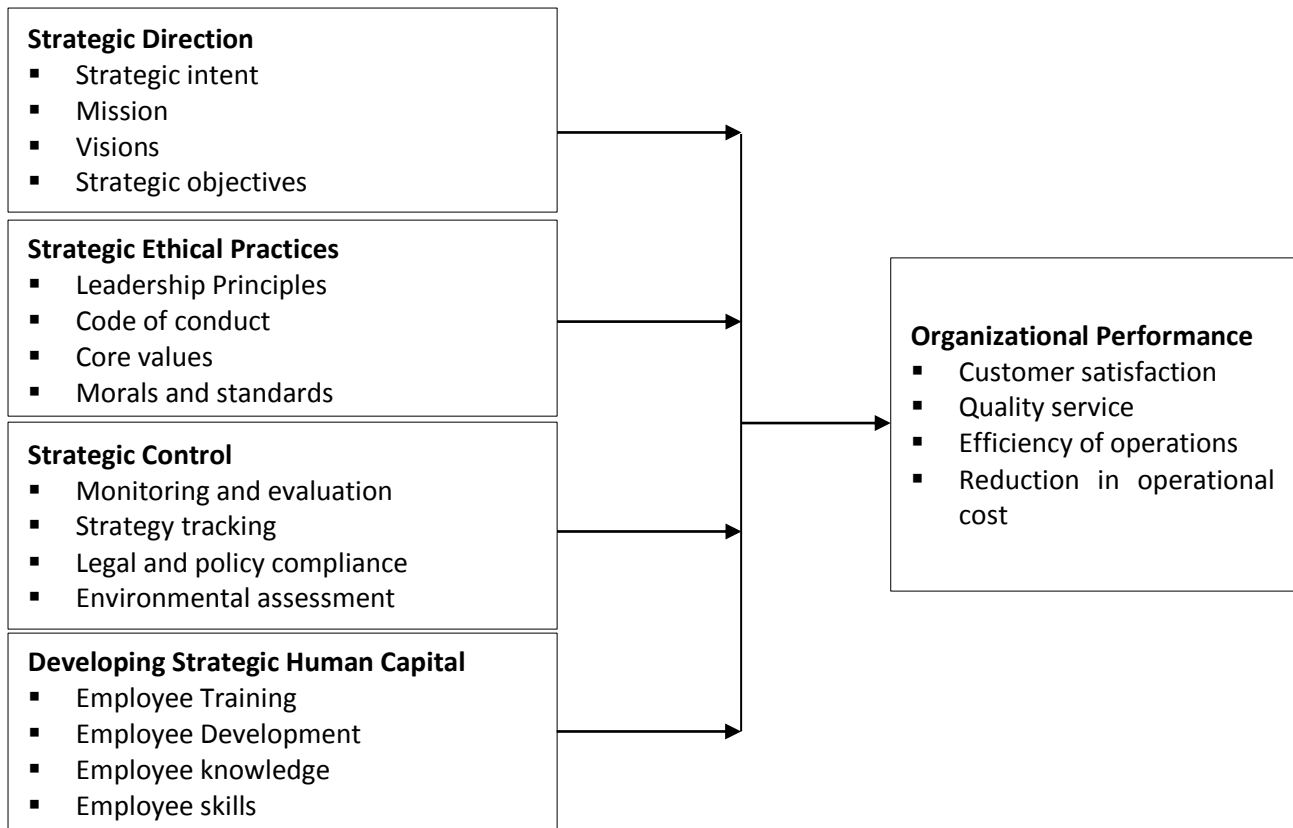 Strategic Direction
▪ Strategic intent
▪ Mission
▪ Visions
▪ Strategic objectives
Strategic Ethical Practices
▪ Leadership Principles
▪ Code of conduct
▪ Core values
▪ Morals and standards
Strategic Control
▪ Monitoring and evaluation
▪ Strategy tracking
▪ Legal and policy compliance
▪ Environmental assessment
Developing Strategic Human Capital
▪ Employee Training
▪ Employee Development
▪ Employee knowledge
▪ Employee skills
Organizational Performance
▪ Customer satisfaction
▪ Quality service
▪ Efficiency of operations
▪ Reduction in operational
cost